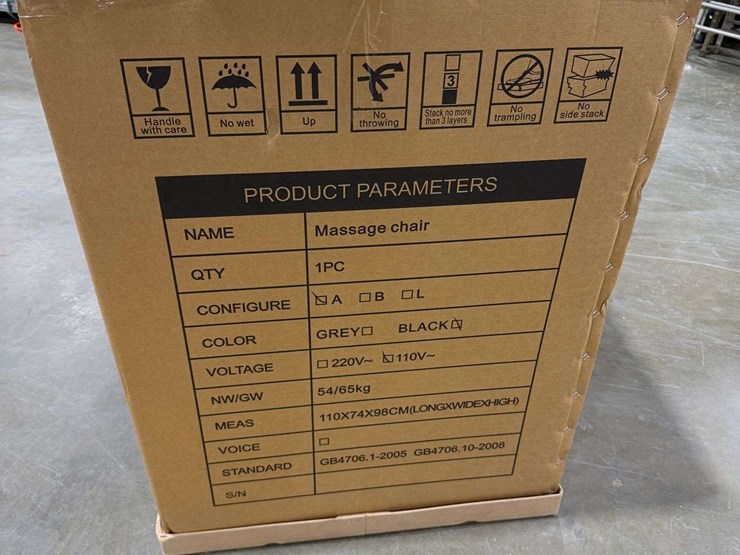 Handle with care
No wet
Up
No throwing
3
Stack no more than 3 layers
No trampling
No side stack
PRODUCT PARAMETERS
NAME Massage chair
QTY 1PC
CONFIGURE ☒ A ☐ B ☐ L
COLOR GREY☐ BLACK☒
VOLTAGE ☐ 220V~ ☒ 110V~
NW/GW 54/65kg
MEAS 110X74X98CM(LONGXWIDEXHIGH)
VOICE ☐
STANDARD GB4706.1-2005 GB4706.10-2008
S/N